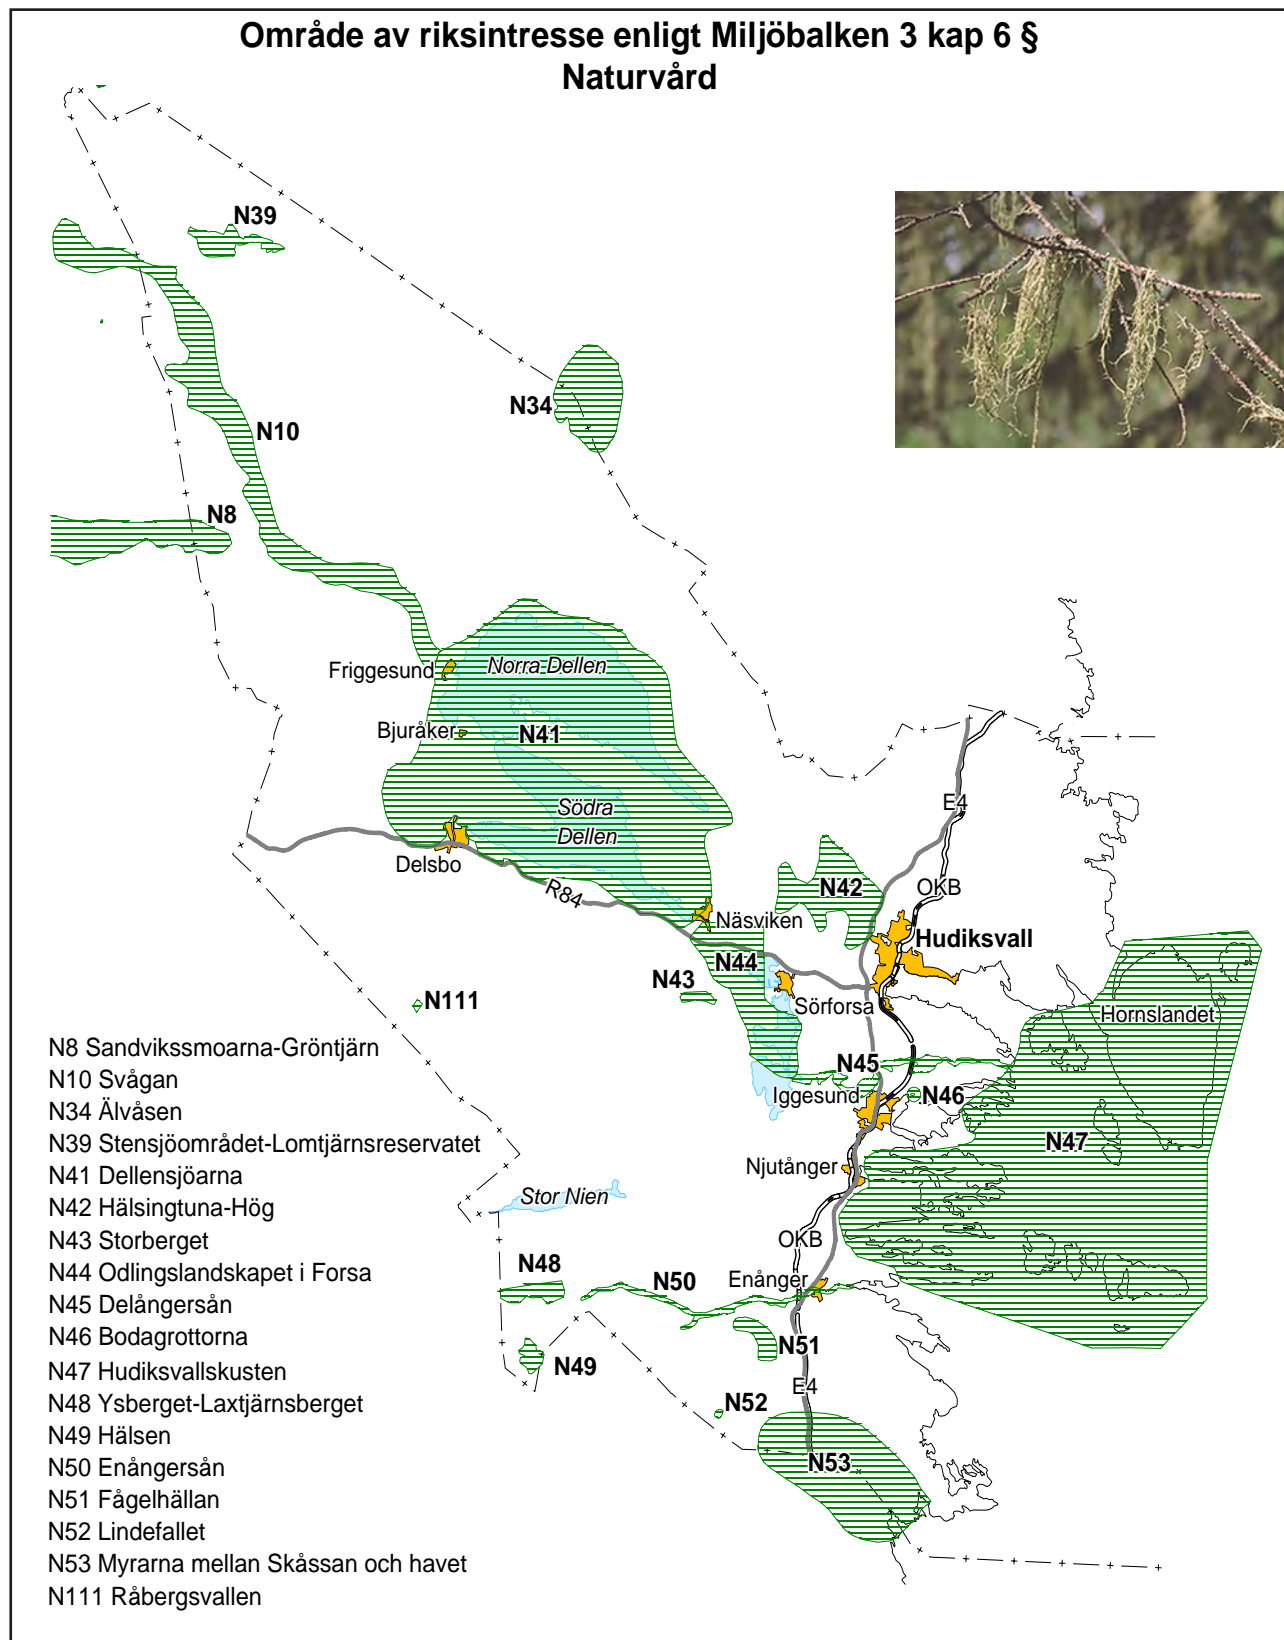 Område av riksintresse enligt Miljöbalken 3 kap 6 §
Naturvård
N39
N34
N10
N8
Friggesund
Norra Dellen
Bjuråker
N41
Södra
Dellen
E4
Delsbo
R84
N42
OKB
Näsviken
Hudiksvall
N44
N43
N111
Sörforsa
Hornslandet
N45
Iggesund
N46
N47
Njutånger
Stor Nien
OKB
N48
N50
Enånger
N51
N49
E4
N52
N53
N8 Sandvikssmoarna-Gröntjärn
N10 Svågan
N34 Älvåsen
N39 Stensjöområdet-Lomtjärnsreservatet
N41 Dellensjöarna
N42 Hälsingtuna-Hög
N43 Storberget
N44 Odlingslandskapet i Forsa
N45 Delångersån
N46 Bodagrottorna
N47 Hudiksvallskusten
N48 Ysberget-Laxtjärnsberget
N49 Hälsen
N50 Enångersån
N51 Fågelhällan
N52 Lindefallet
N53 Myrarna mellan Skåssan och havet
N111 Råbergsvallen